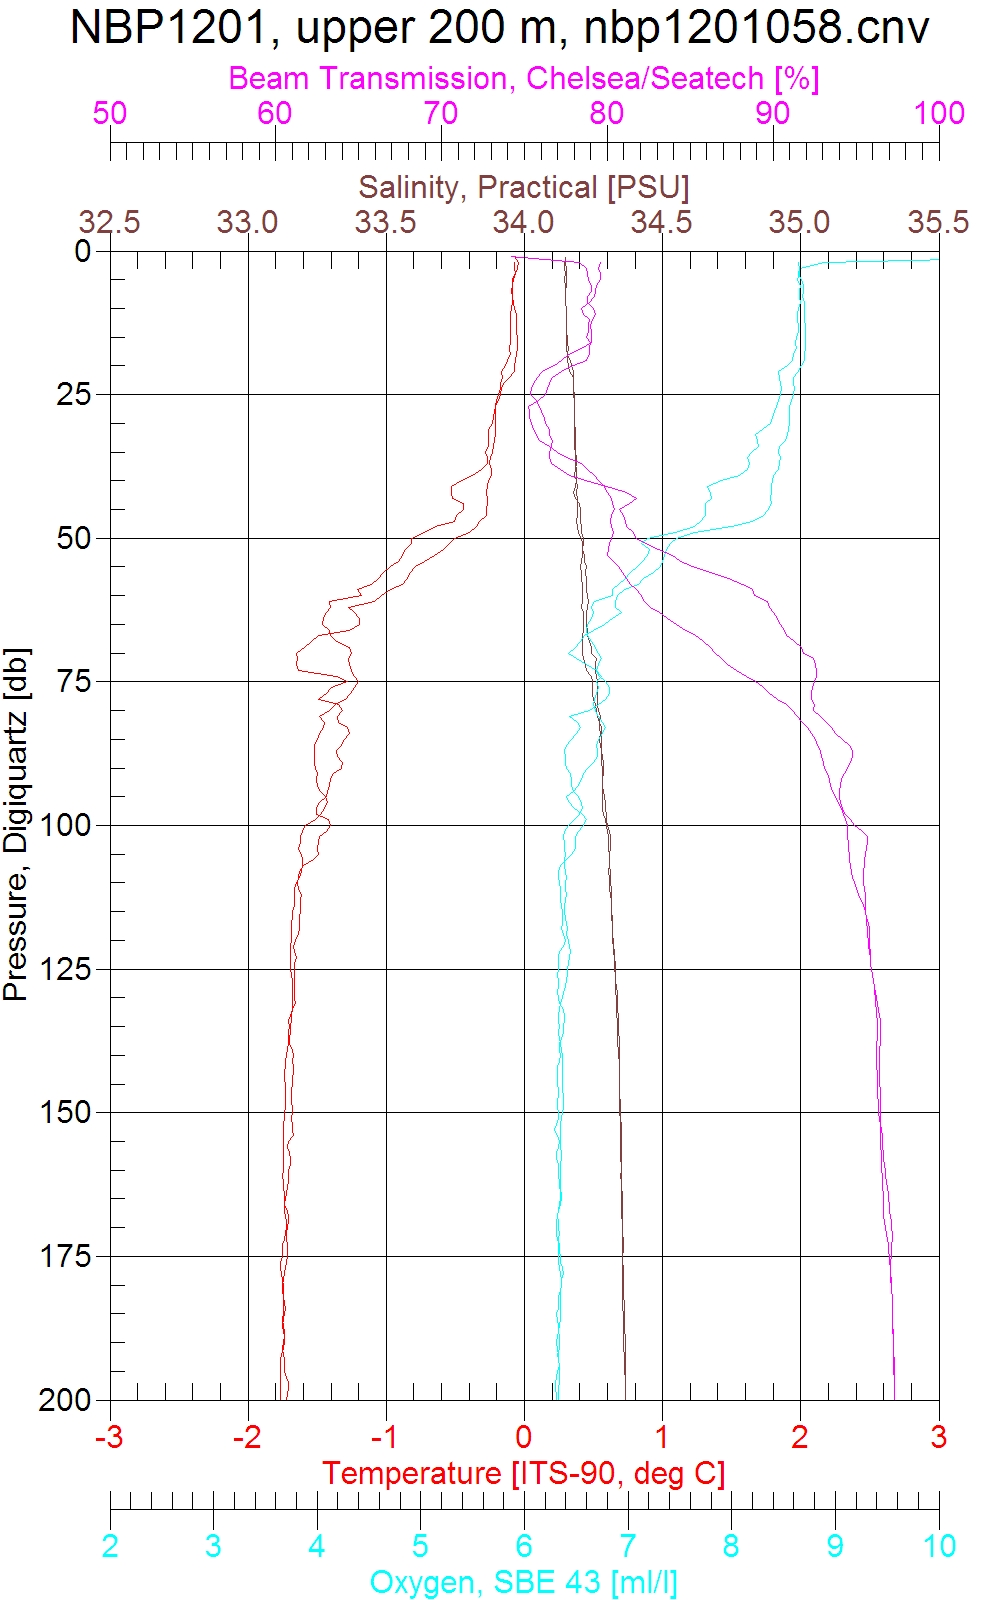 NBP1201, upper 200 m, nbp1201058.cnv
Beam Transmission, Chelsea/Seatech [%]
50 60 70 80 90 100
Salinity, Practical [PSU]
32.5 33.0 33.5 34.0 34.5 35.0 35.5
0
25
50
75
100
125
150
175
200
Pressure, Digiquartz [db]
-3 -2 -1 0 1 2 3
Temperature [ITS-90, deg C]
2 3 4 5 6 7 8 9 10
Oxygen, SBE 43 [ml/l]